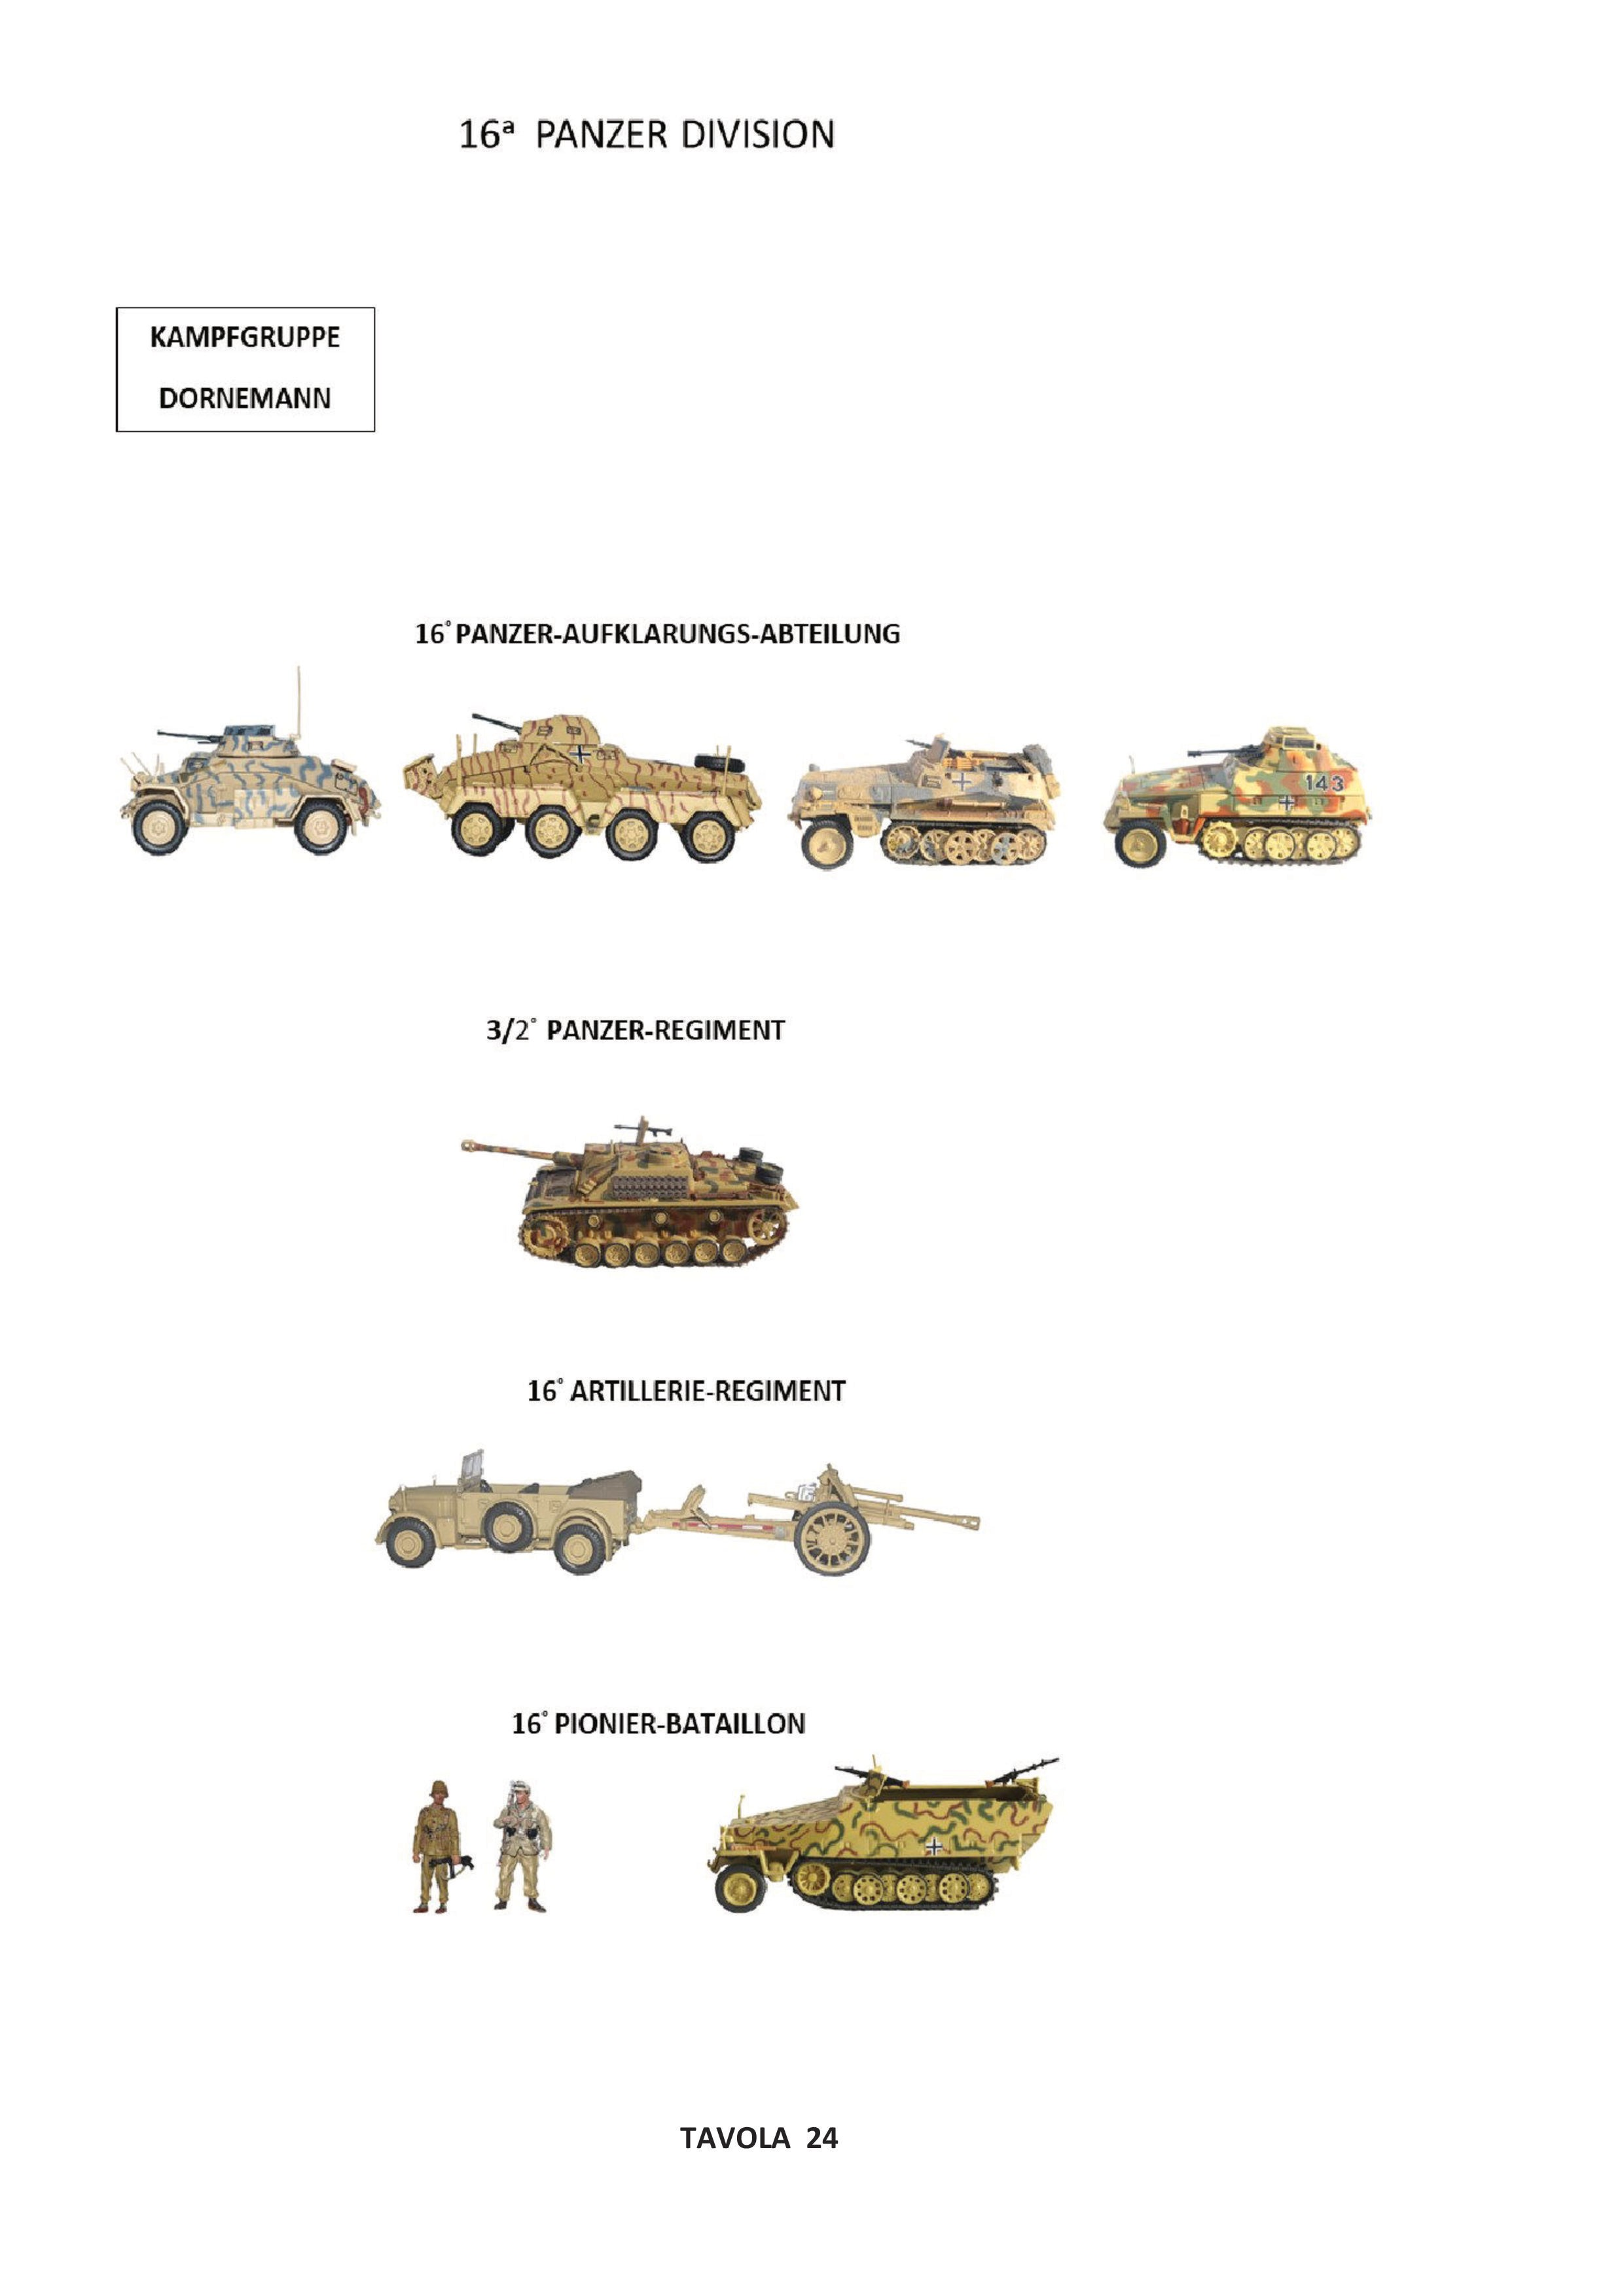 16ª PANZER DIVISION
KAMPFGRUPPE
DORNEMANN
16° PANZER-AUFKLARUNGS-ABTEILUNG
143
3/2° PANZER-REGIMENT
16° ARTILLERIE-REGIMENT
16° PIONIER-BATAILLON
TAVOLA 24